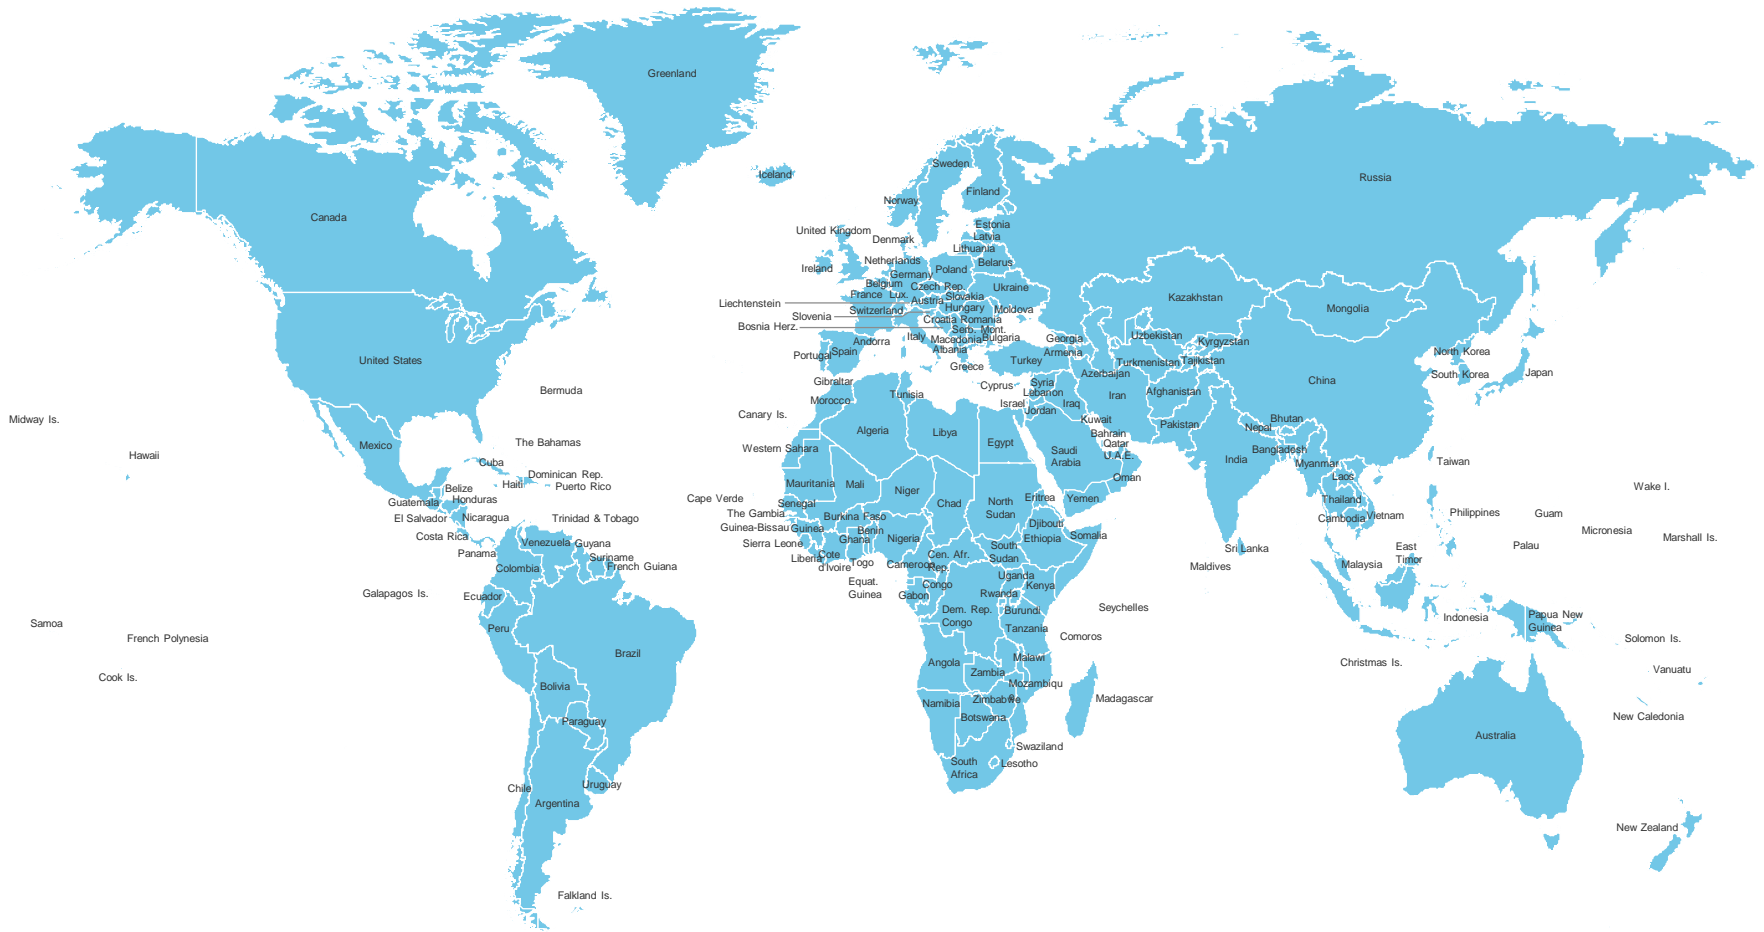 Greenland
Iceland
Sweden
Finland
Norway
Russia
Canada
United Kingdom
Denmark
Estonia
Latvia
Lithuania
Ireland
Netherlands
Belarus
Germany
Poland
Belgium
Czech Rep.
Ukraine
France
Lux.
Slovakia
Kazakhstan
Liechtenstein
Austria
Hungary
Moldova
Mongolia
Slovenia
Switzerland
Croatia
Romania
Bosnia Herz.
Serb. Mont.
Italy
Macedonia
Bulgaria
Georgia
Uzbekistan
Kyrgyzstan
Andorra
Albania
Armenia
North Korea
Portugal
Spain
Greece
Turkey
Turkmenistan
Tajikistan
United States
Azerbaijan
South Korea
Japan
China
Gibraltar
Cyprus
Syria
Lebanon
Afghanistan
Bermuda
Tunisia
Morocco
Israel
Iraq
Iran
Jordan
Midway Is.
Canary Is.
Kuwait
Pakistan
Bhutan
Nepal
Algeria
Libya
Egypt
Bahrain
Mexico
The Bahamas
Western Sahara
Saudi
Arabia
Qatar
U.A.E.
Bangladesh
India
Myanmar
Taiwan
Hawaii
Cuba
Dominican Rep.
Haiti
Puerto Rico
Oman
Laos
Belize
Mauritania
Mali
Niger
Wake I.
Guatemala
Honduras
Cape Verde
Senegal
Chad
North
Sudan
Eritrea
Yemen
Thailand
El Salvador
Nicaragua
Trinidad & Tobago
The Gambia
Burkina Faso
Djibouti
Cambodia
Vietnam
Philippines
Guam
Guinea-Bissau
Guinea
Benin
Micronesia
Costa Rica
Venezuela
Guyana
Sierra Leone
Ghana
Nigeria
Ethiopia
Somalia
Marshall Is.
Panama
Suriname
Liberia
Cote
d'Ivoire
Togo
Cen. Afr.
Rep.
South
Sudan
Sri Lanka
East
Timor
Palau
Colombia
French Guiana
Cameroon
Maldives
Malaysia
Equat.
Guinea
Congo
Uganda
Kenya
Galapagos Is.
Ecuador
Gabon
Rwanda
Seychelles
Dem. Rep.
Congo
Burundi
Indonesia
Papua New
Guinea
Samoa
Peru
Tanzania
French Polynesia
Comoros
Solomon Is.
Brazil
Angola
Malawi
Christmas Is.
Vanuatu
Cook Is.
Zambia
Bolivia
Mozambiqu
e
Namibia
Zimbabwe
Madagascar
Paraguay
Botswana
New Caledonia
Australia
Swaziland
South
Africa
Lesotho
Chile
Uruguay
Argentina
New Zealand
Falkland Is.